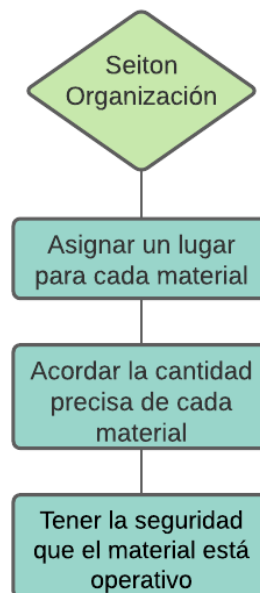 Seiton
Organización
Asignar un lugar
para cada material
Acordar la cantidad
precisa de cada
material
Tener la seguridad
que el material está
operativo